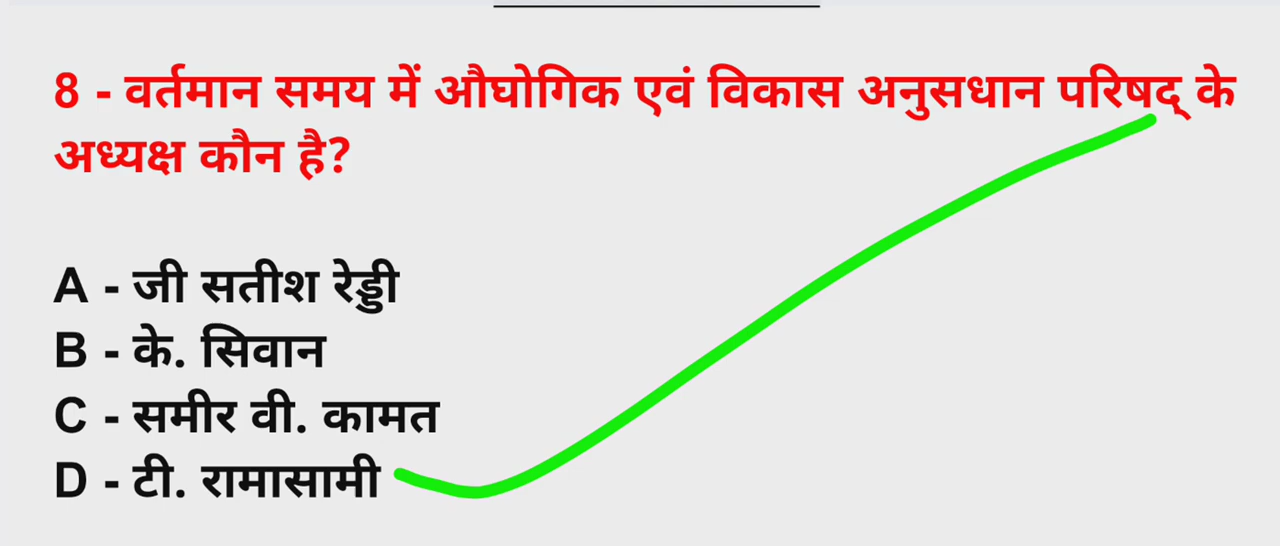 8 - वर्तमान समय में औघोगिक एवं विकास अनुसधान परिषद् के
अध्यक्ष कौन है?
A - जी सतीश रेड्डी
B - के. सिवान
C - समीर वी. कामत
D - टी. रामासामी